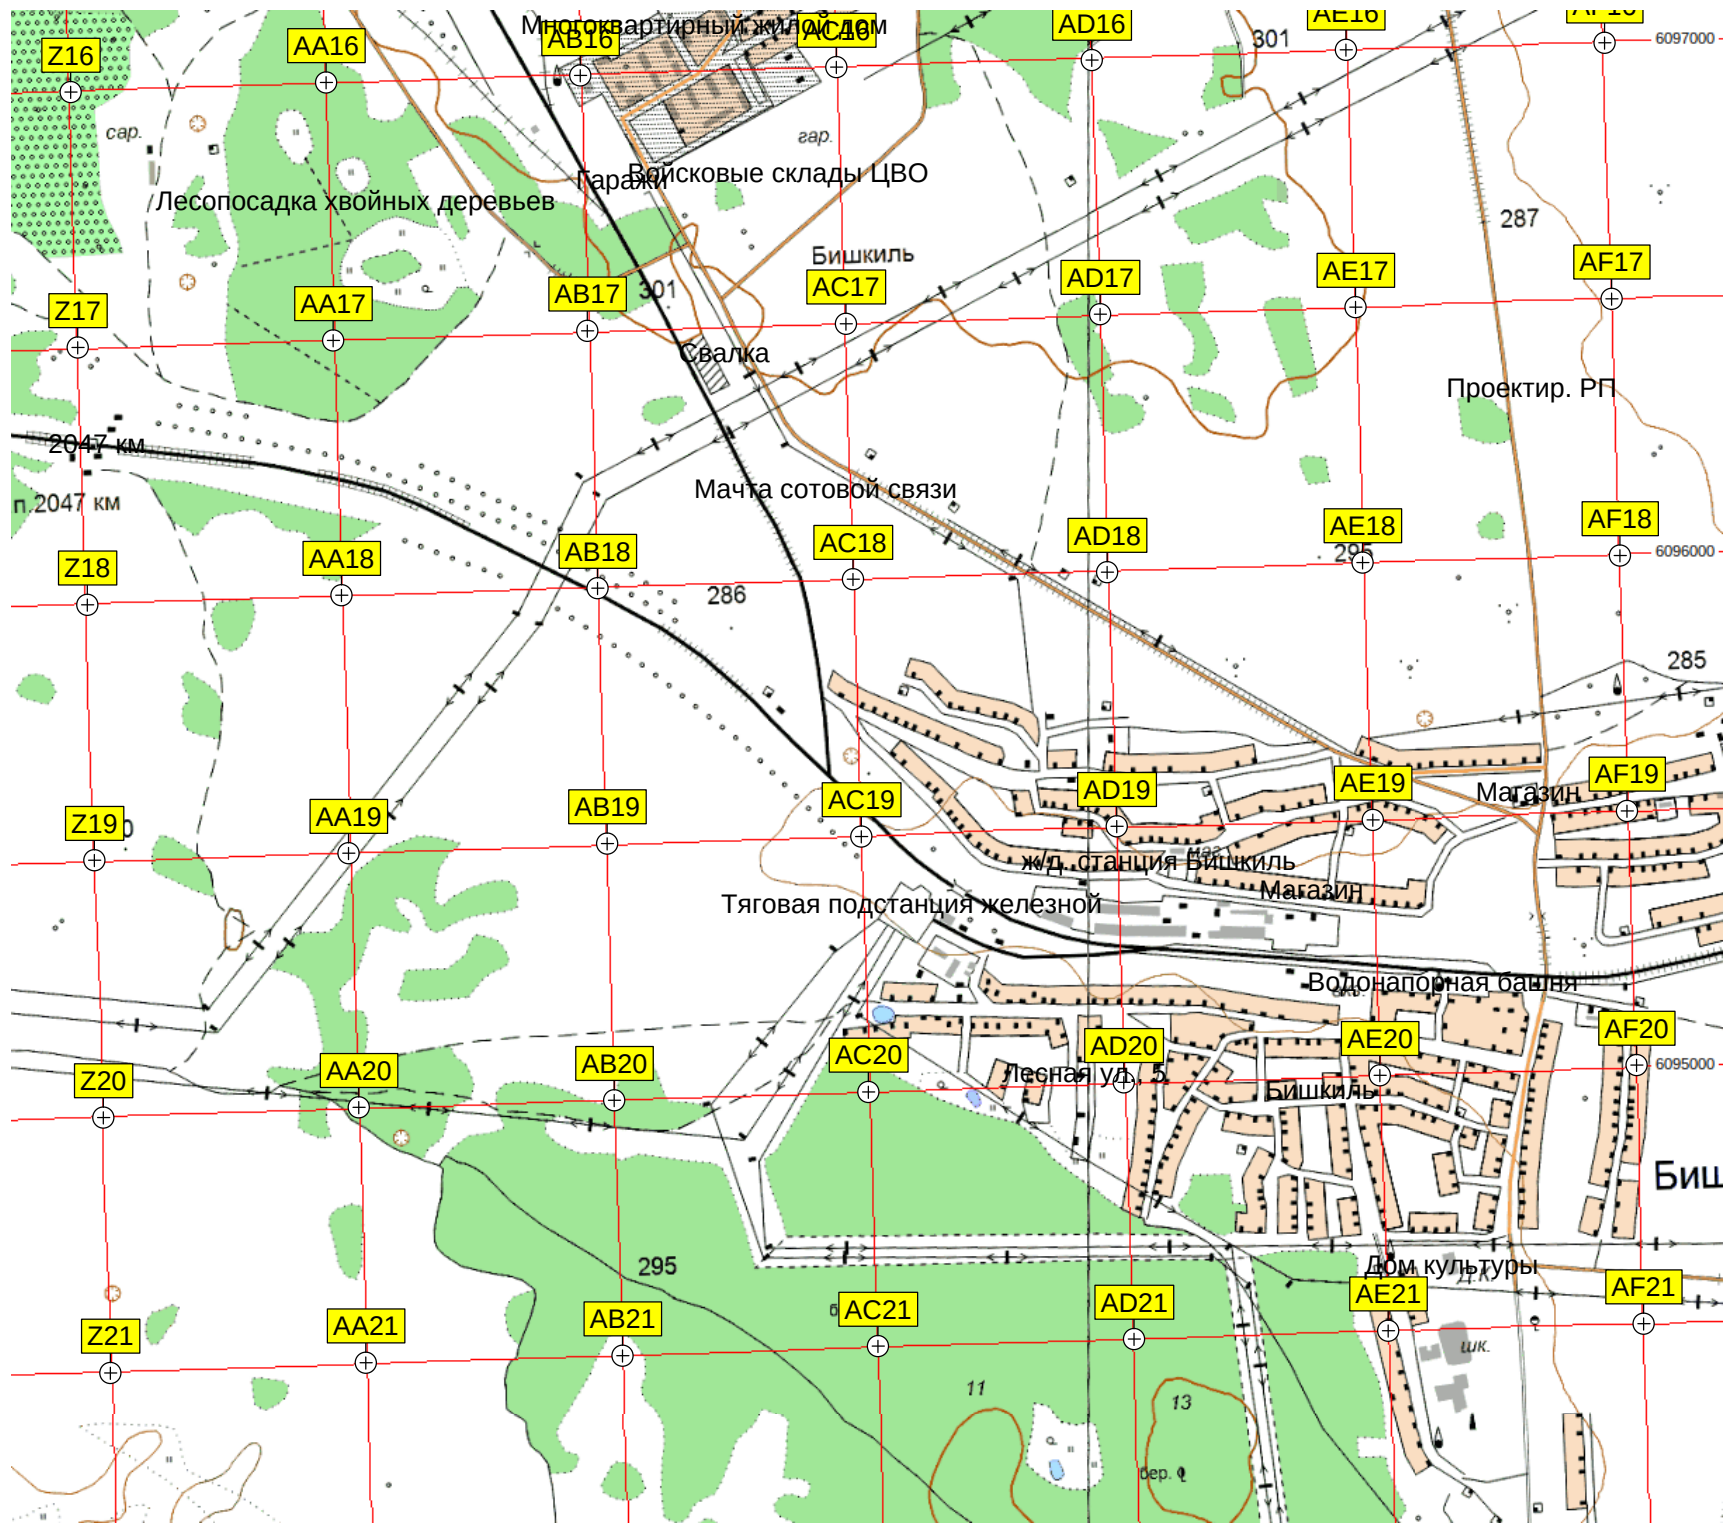 Многоквартирный жилой дом
Z16
AA16
AB16
AC16
AD16
AE16
AF16
301
6097000
сар.
гар.
Войсковые склады ЦВО
Гаражи
Лесопосадка хвойных деревьев
287
Бишкиль
Z17
AA17
AB17
301
AC17
AD17
AE17
AF17
Свалка
Проектир. РП
2047 км
п.2047 км
Мачта сотовой связи
Z18
AA18
AB18
AC18
AD18
AE18
AF18
295
6096000
286
285
Z19
AA19
AB19
AC19
AD19
AE19
AF19
Магазин
маг.
ж/д. станция Бишкиль
Магазин
Тяговая подстанция железной
Водонапорная башня
Z20
AA20
AB20
AC20
AD20
AE20
AF20
6095000
Лесная ул., 5
Бишкиль
Биш
295
Дом культуры
Д.К.
Z21
AA21
AB21
AC21
AD21
AE21
AF21
шк.
11
13
бер.